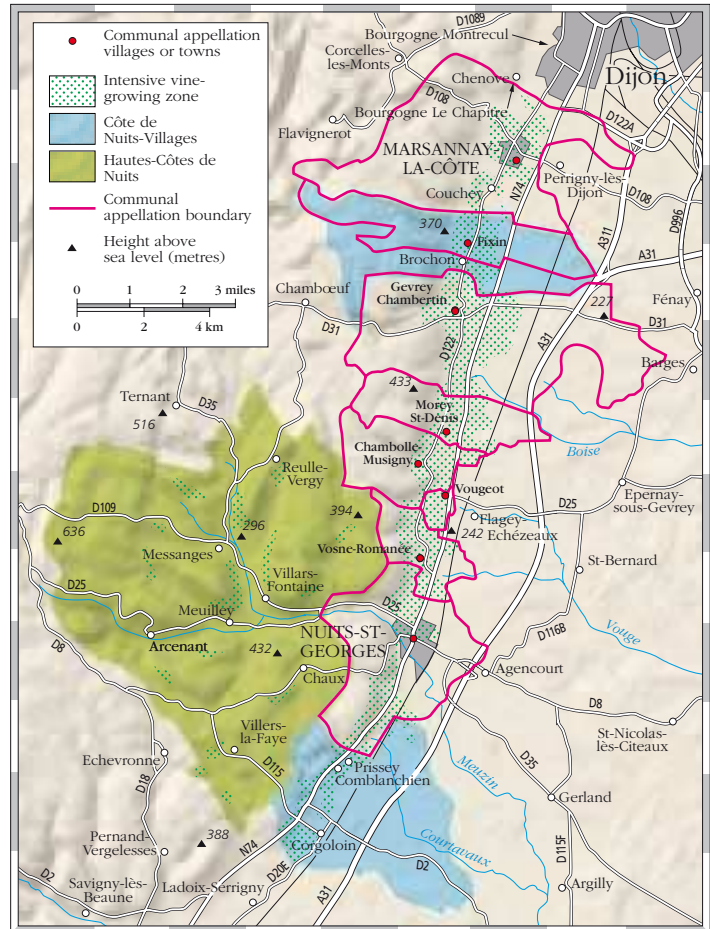 Communal appellation
villages or towns
Intensive vine-
growing zone
Côte de
Nuits-Villages
Hautes-Côtes de
Nuits
Communal
appellation boundary
Height above
sea level (metres)
0 1 2 3 miles
0 2 4 km
D1089
Bourgogne Montrecul
Corcelles-
les-Monts
Dijon
Chenove
D108
Bourgogne Le Chapitre
D122A
Flavignerot
MARSANNAY-
LA-CÔTE
Perrigny-lès-
Dijon
Couchey
N74
D108
D996
A311
370
Fixin
A31
Brochon
Gevrey
Chambertin
Chambœuf
227
Fénay
D31
D31
D122
A31
Barges
433
Ternant
516
D35
Morey
St-Denis
Boise
Chambolle-
Musigny
Reulle-
Vergy
Vougeot
Epernay-
sous-Gevrey
D109
394
D25
636
296
Flagey-
Echézeaux
242
Messanges
Vosne-Romanée
St-Bernard
D25
Villars-
Fontaine
D25
Meuilley
Vouge
NUITS-ST-
GEORGES
D116B
Arcenant
D8
432
Chaux
Agencourt
D8
St-Nicolas-
lès-Citeaux
Villers-
la-Faye
Echevronne
D35
Prissey
Comblanchien
D115
Meuzin
D18
Gerland
388
Pernand-
Vergelesses
N74
Corgoloin
Courtavaux
D115F
D2
D20E
D2
Savigny-lès-
Beaune
Ladoix-Sérrigny
A31
Argilly